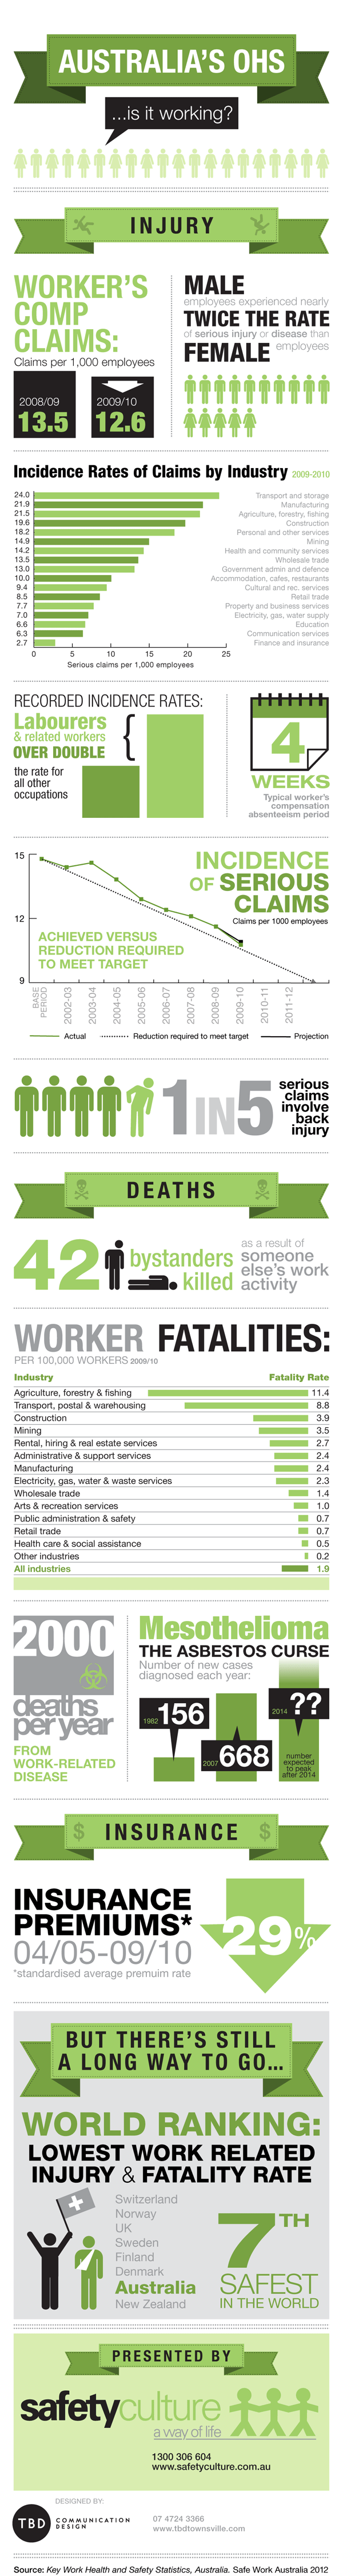 AUSTRALIA'S OHS
...is it working?
INJURY
WORKER'S
COMP
CLAIMS:
Claims per 1,000 employees
2008/09
13.5
2009/10
12.6
MALE
employees experienced nearly
TWICE THE RATE
of serious injury or disease than
FEMALE employees
Incidence Rates of Claims by Industry 2009-2010
24.0 Transport and storage
21.9 Manufacturing
21.5 Agriculture, forestry, fishing
19.6 Construction
18.2 Personal and other services
14.9 Mining
14.2 Health and community services
13.5 Wholesale trade
13.0 Government admin and defence
10.0 Accommodation, cafes, restaurants
9.4 Cultural and rec. services
8.5 Retail trade
7.7 Property and business services
7.0 Electricity, gas, water supply
6.6 Education
6.3 Communication services
2.7 Finance and insurance
0 5 10 15 20 25
Serious claims per 1,000 employees
RECORDED INCIDENCE RATES:
Labourers
& related workers
OVER DOUBLE
the rate for
all other
occupations
{
4
WEEKS
Typical worker's
compensation
absenteeism period
INCIDENCE
OF SERIOUS
CLAIMS
Claims per 1000 employees
15
12
9
ACHIEVED VERSUS
REDUCTION REQUIRED
TO MEET TARGET
BASE PERIOD
2002-03
2003-04
2004-05
2005-06
2006-07
2007-08
2008-09
2009-10
2010-11
2011-12
Actual
Reduction required to meet target
Projection
1IN5
serious
claims
involve
back
injury
DEATHS
42
bystanders
killed
as a result of
someone
else's work
activity
WORKER FATALITIES:
PER 100,000 WORKERS 2009/10
Industry Fatality Rate
Agriculture, forestry & fishing 11.4
Transport, postal & warehousing 8.8
Construction 3.9
Mining 3.5
Rental, hiring & real estate services 2.7
Administrative & support services 2.4
Manufacturing 2.4
Electricity, gas, water & waste services 2.3
Wholesale trade 1.4
Arts & recreation services 1.0
Public administration & safety 0.7
Retail trade 0.7
Health care & social assistance 0.5
Other industries 0.2
All industries 1.9
2000
deaths
per year
FROM
WORK-RELATED
DISEASE
Mesothelioma
THE ASBESTOS CURSE
Number of new cases
diagnosed each year:
1982 156
2007 668
2014 ??
number
expected
to peak
after 2014
$ INSURANCE $
INSURANCE
PREMIUMS*
04/05-09/10
*standardised average premuim rate
29%
BUT THERE'S STILL
A LONG WAY TO GO...
WORLD RANKING:
LOWEST WORK RELATED
INJURY & FATALITY RATE
Switzerland
Norway
UK
Sweden
Finland
Denmark
Australia
New Zealand
7TH
SAFEST
IN THE WORLD
PRESENTED BY
safetyculture
a way of life
1300 306 604
www.safetyculture.com.au
DESIGNED BY:
TBD
COMMUNICATION
DESIGN
07 4724 3366
www.tbdtownsville.com
Source: Key Work Health and Safety Statistics, Australia. Safe Work Australia 2012